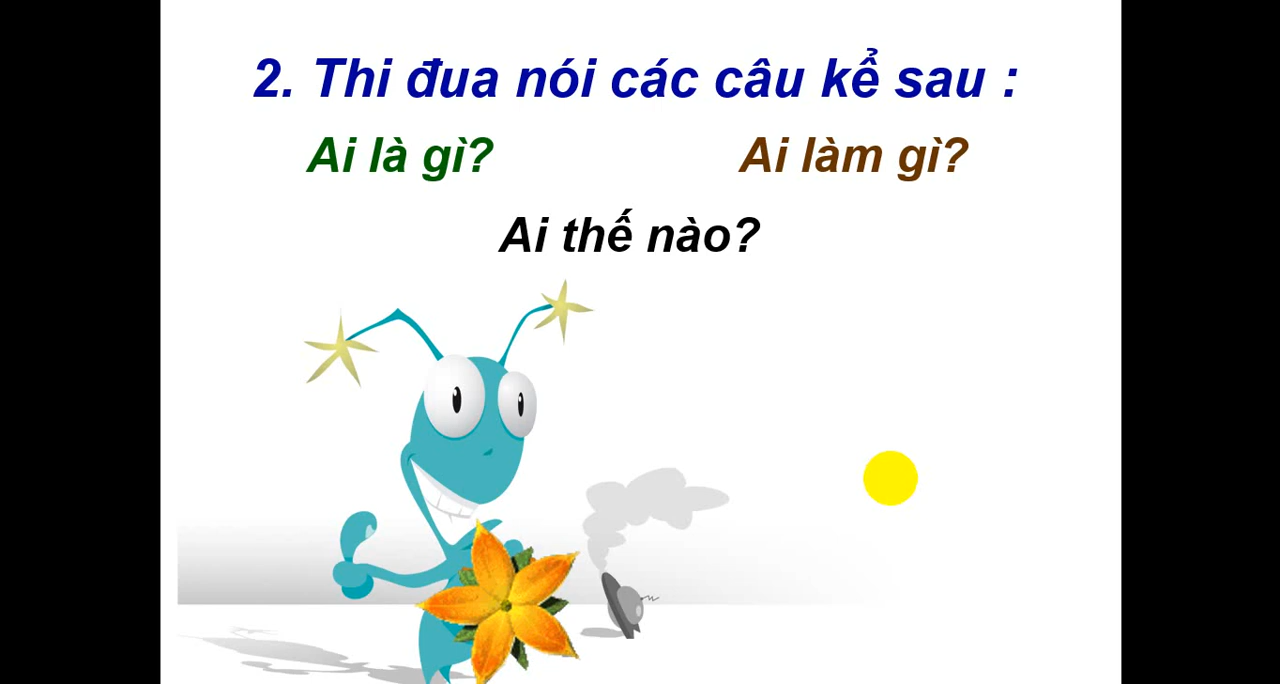 2. Thi đua nói các câu kể sau :
Ai là gì? Ai làm gì?
Ai thế nào?